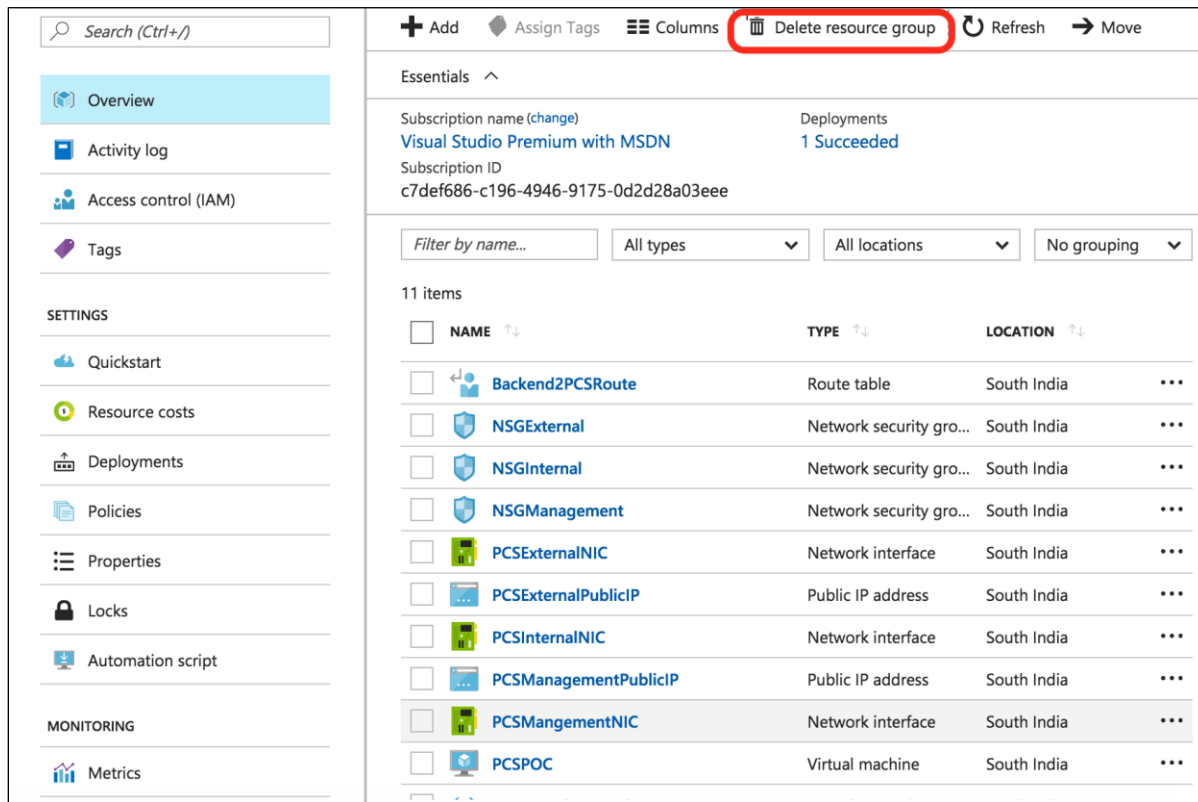 Search (Ctrl+/)
Overview
Activity log
Access control (IAM)
Tags
SETTINGS
Quickstart
Resource costs
Deployments
Policies
Properties
Locks
Automation script
MONITORING
Metrics
Add Assign Tags Columns Delete resource group Refresh Move
Essentials
Subscription name (change) Deployments
Visual Studio Premium with MSDN 1 Succeeded
Subscription ID
c7def686-c196-4946-9175-0d2d28a03eee
Filter by name... All types All locations No grouping
11 items
NAME TYPE LOCATION
Backend2PCSRoute Route table South India ...
NSGExternal Network security gro... South India ...
NSGInternal Network security gro... South India ...
NSGManagement Network security gro... South India ...
PCSExternalNIC Network interface South India ...
PCSExternalPublicIP Public IP address South India ...
PCSInternalNIC Network interface South India ...
PCSManagementPublicIP Public IP address South India ...
PCSMangementNIC Network interface South India ...
PCSPOC Virtual machine South India ...